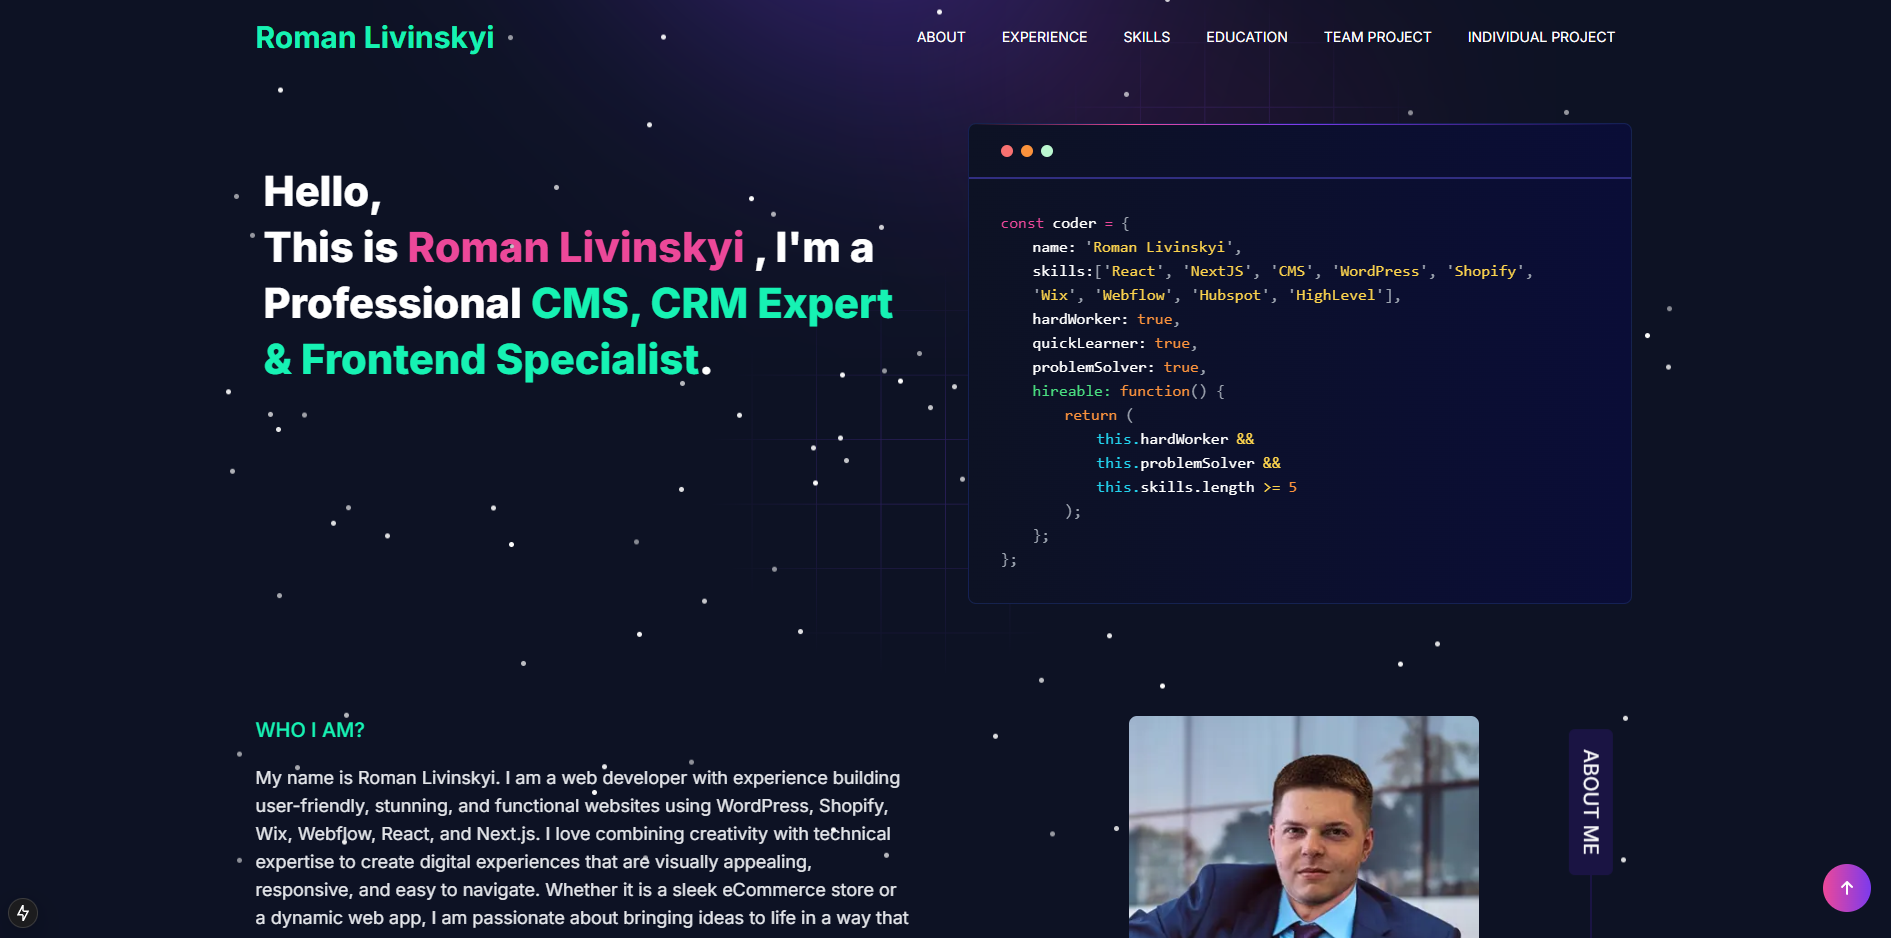 Roman Livinskyi
ABOUT
EXPERIENCE
SKILLS
EDUCATION
TEAM PROJECT
INDIVIDUAL PROJECT
Hello,
This is Roman Livinskyi , I'm a
Professional CMS, CRM Expert
& Frontend Specialist.
const coder = {
name: 'Roman Livinskyi',
skills:['React', 'NextJS', 'CMS', 'WordPress', 'Shopify',
'Wix', 'Webflow', 'Hubspot', 'HighLevel'],
hardWorker: true,
quickLearner: true,
problemSolver: true,
hireable: function() {
return (
this.hardWorker &&
this.problemSolver &&
this.skills.length >= 5
);
};
};
WHO I AM?
My name is Roman Livinskyi. I am a web developer with experience building
user-friendly, stunning, and functional websites using WordPress, Shopify,
Wix, Webflow, React, and Next.js. I love combining creativity with technical
expertise to create digital experiences that are visually appealing,
responsive, and easy to navigate. Whether it is a sleek eCommerce store or
a dynamic web app, I am passionate about bringing ideas to life in a way that
ABOUT ME